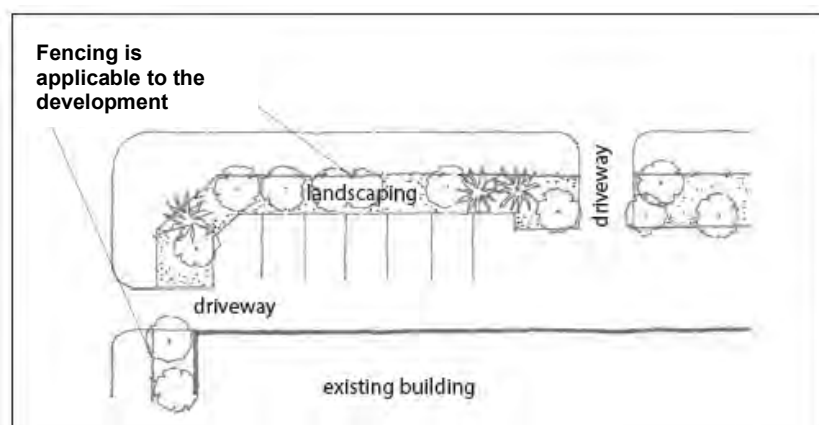 Fencing is
applicable to the
development
landscaping
driveway
driveway
existing building